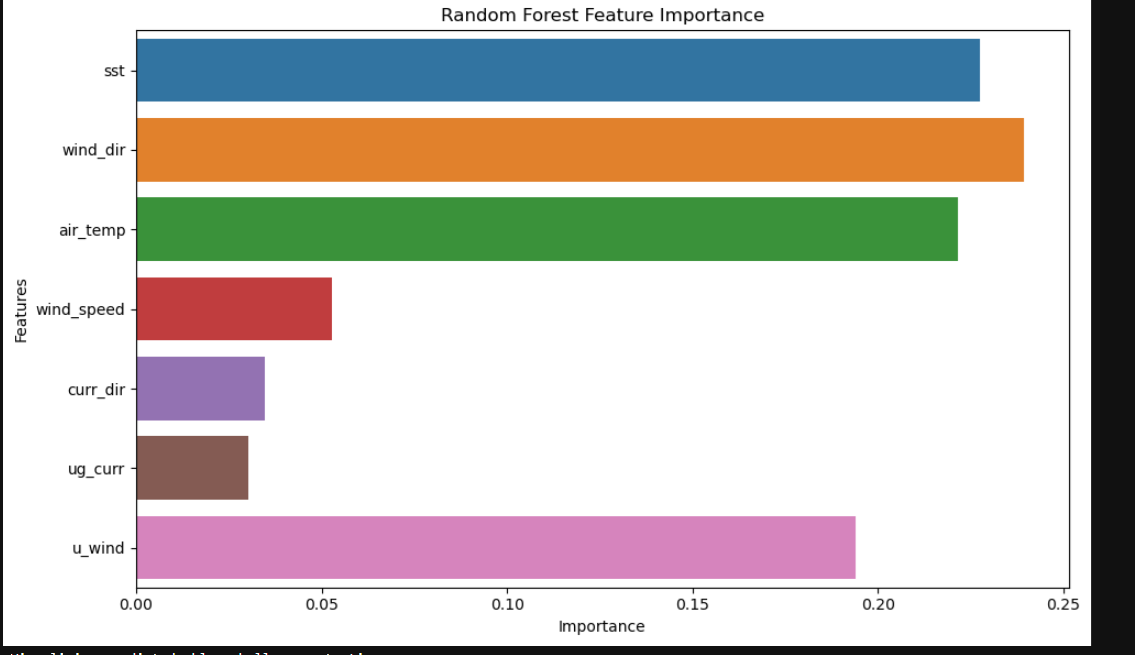 Random Forest Feature Importance
sst
wind_dir
air_temp
wind_speed
curr_dir
ug_curr
u_wind
Features
0.00 0.05 0.10 0.15 0.20 0.25
Importance